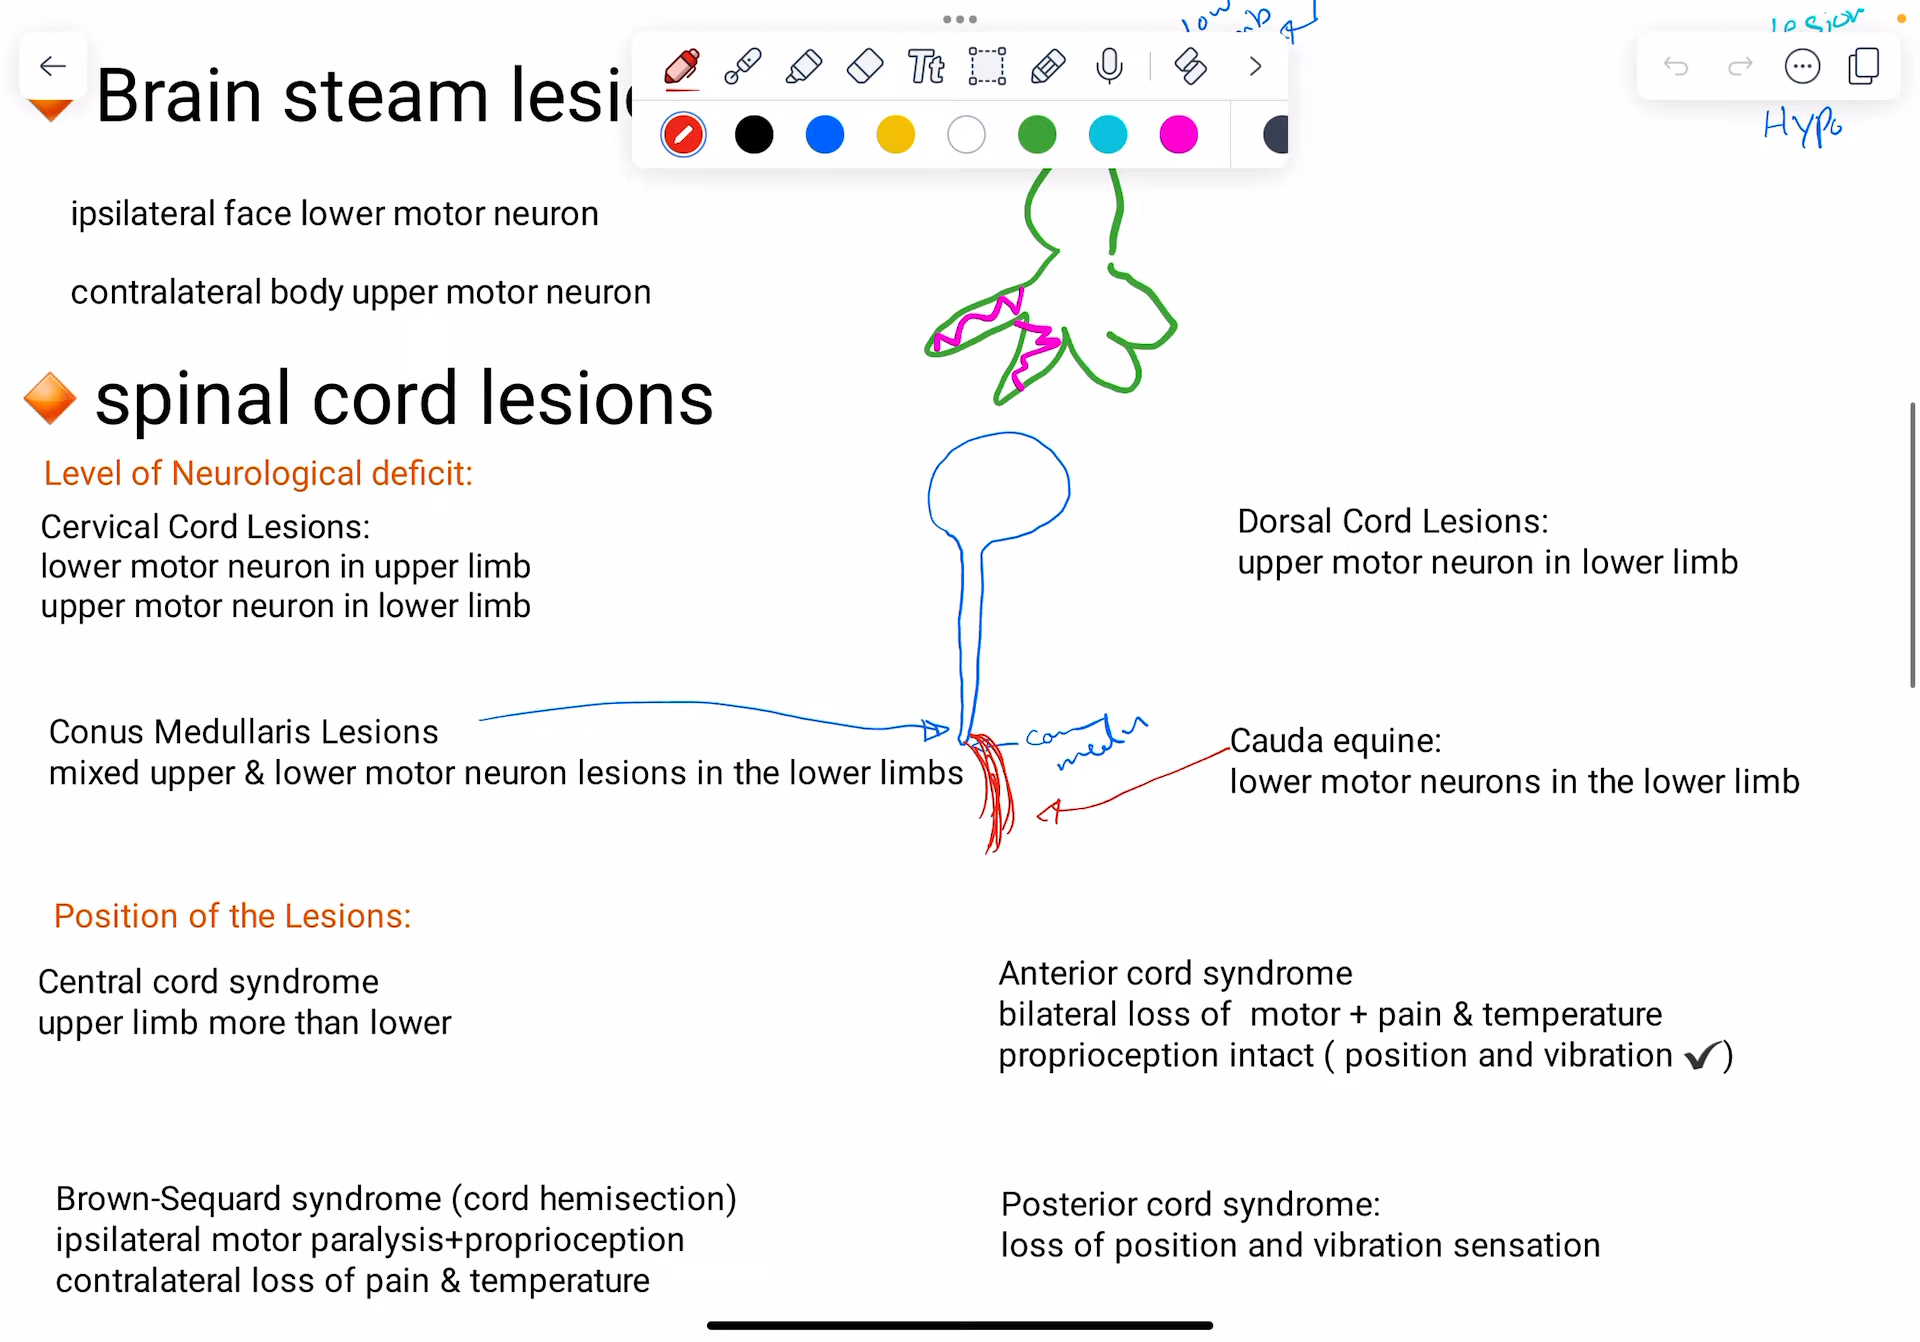 low
lesion
Hypo
Brain steam lesi
ipsilateral face lower motor neuron
contralateral body upper motor neuron
spinal cord lesions
Level of Neurological deficit:
Cervical Cord Lesions:
lower motor neuron in upper limb
upper motor neuron in lower limb
Dorsal Cord Lesions:
upper motor neuron in lower limb
Conus Medullaris Lesions
mixed upper & lower motor neuron lesions in the lower limbs
Cauda equine:
lower motor neurons in the lower limb
Position of the Lesions:
Central cord syndrome
upper limb more than lower
Anterior cord syndrome
bilateral loss of  motor + pain & temperature
proprioception intact ( position and vibration ✔)
Brown-Sequard syndrome (cord hemisection)
ipsilateral motor paralysis+proprioception
contralateral loss of pain & temperature
Posterior cord syndrome:
loss of position and vibration sensation